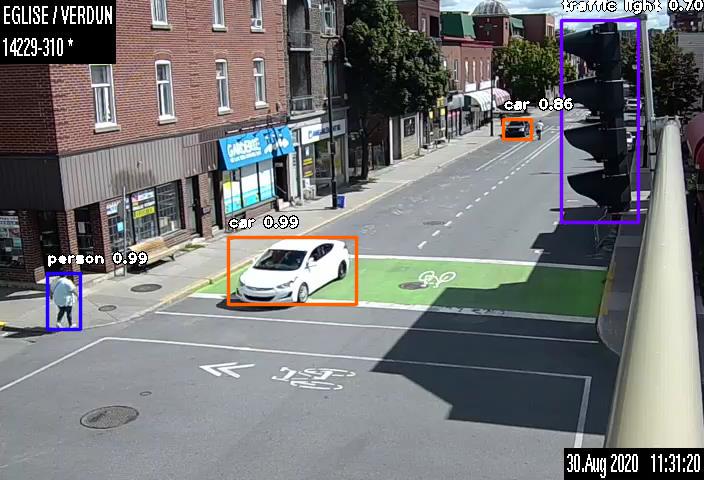 EGLISE / VERDUN
14229-310 *
traffic light 0.70
car 0.86
car 0.99
person 0.99
30.Aug 2020 11:31:20